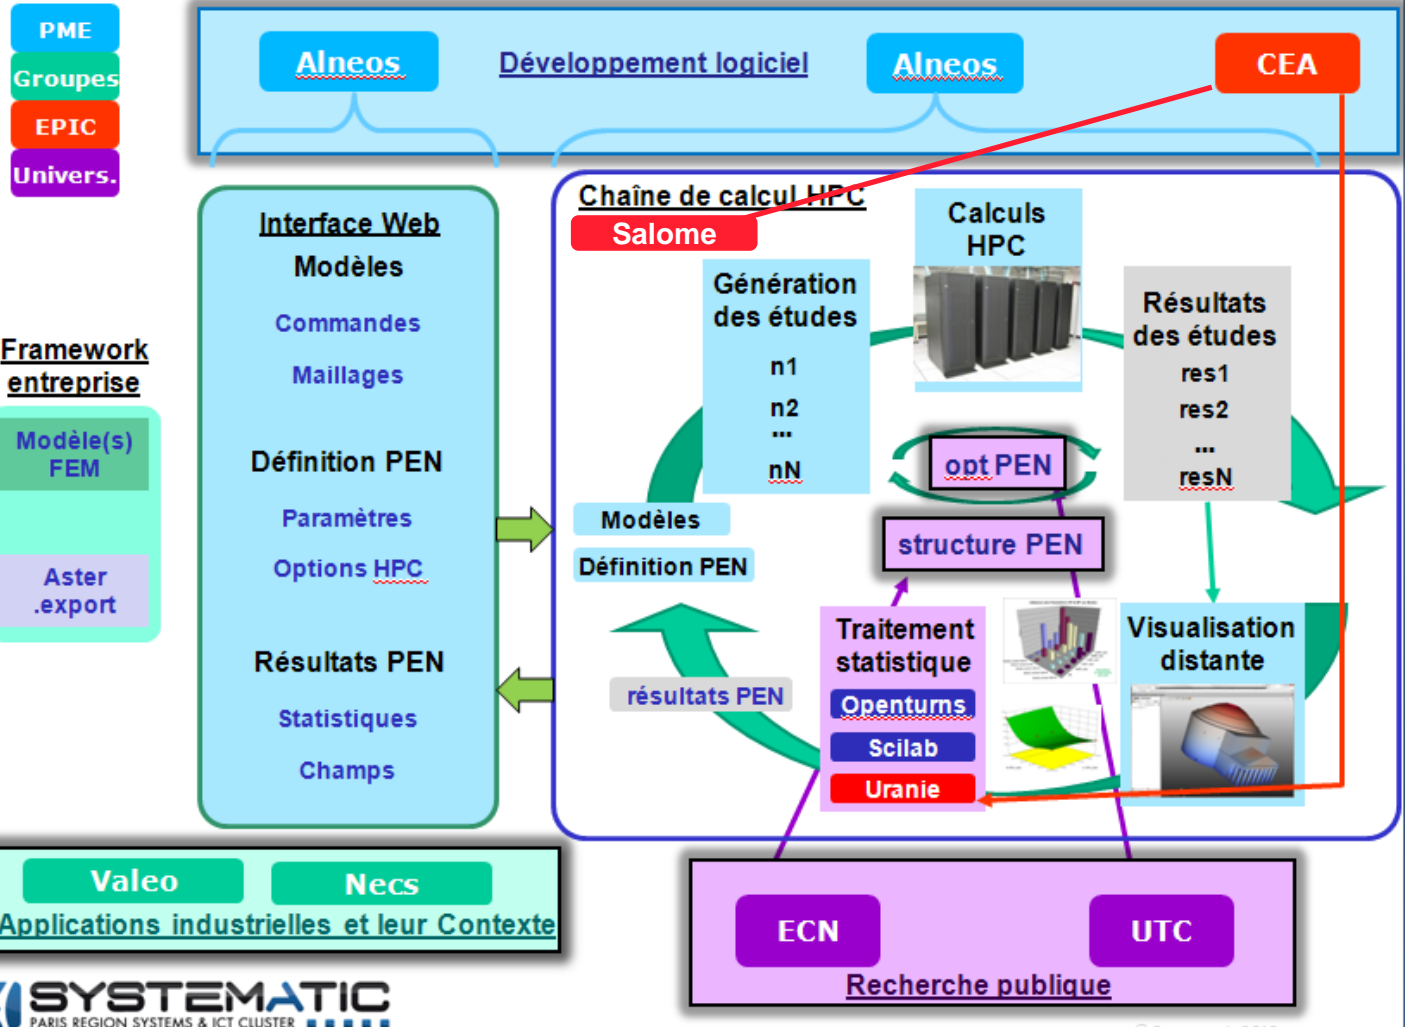 PME
Groupes
EPIC
Univers.
Alneos
Développement logiciel
Alneos
CEA
Interface Web
Modèles
Commandes
Maillages
Définition PEN
Paramètres
Options HPC
Résultats PEN
Statistiques
Champs
Framework
entreprise
Modèle(s)
FEM
Aster
.export
Chaîne de calcul HPC
Salome
Génération
des études
n1
n2
...
nN
Calculs
HPC
Résultats
des études
res1
res2
...
resN
opt PEN
structure PEN
Modèles
Définition PEN
résultats PEN
Traitement
statistique
Openturns
Scilab
Uranie
Visualisation
distante
Valeo
Necs
Applications industrielles et leur Contexte
ECN
UTC
Recherche publique
SYSTEMATIC
PARIS REGION SYSTEMS & ICT CLUSTER